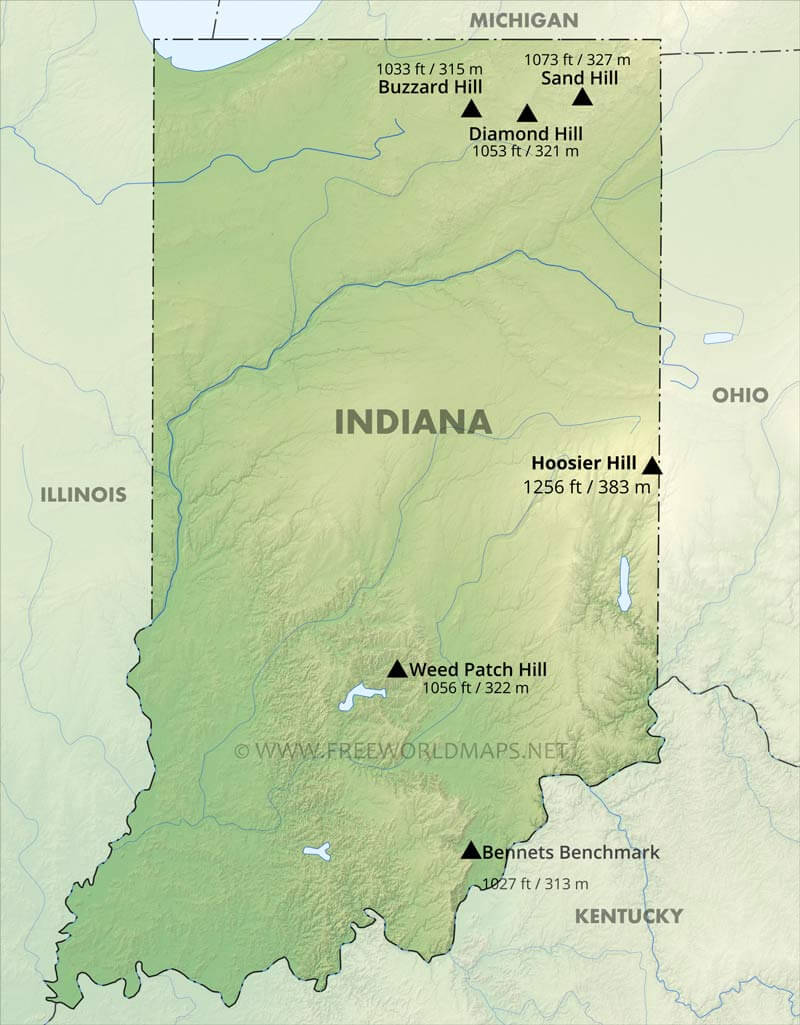 MICHIGAN
1033 ft / 315 m
Buzzard Hill
1073 ft / 327 m
Sand Hill
Diamond Hill
1053 ft / 321 m
OHIO
INDIANA
Hoosier Hill
1256 ft / 383 m
ILLINOIS
Weed Patch Hill
1056 ft / 322 m
© WWW.FREEWORLDMAPS.NET
Bennets Benchmark
1027 ft / 313 m
KENTUCKY